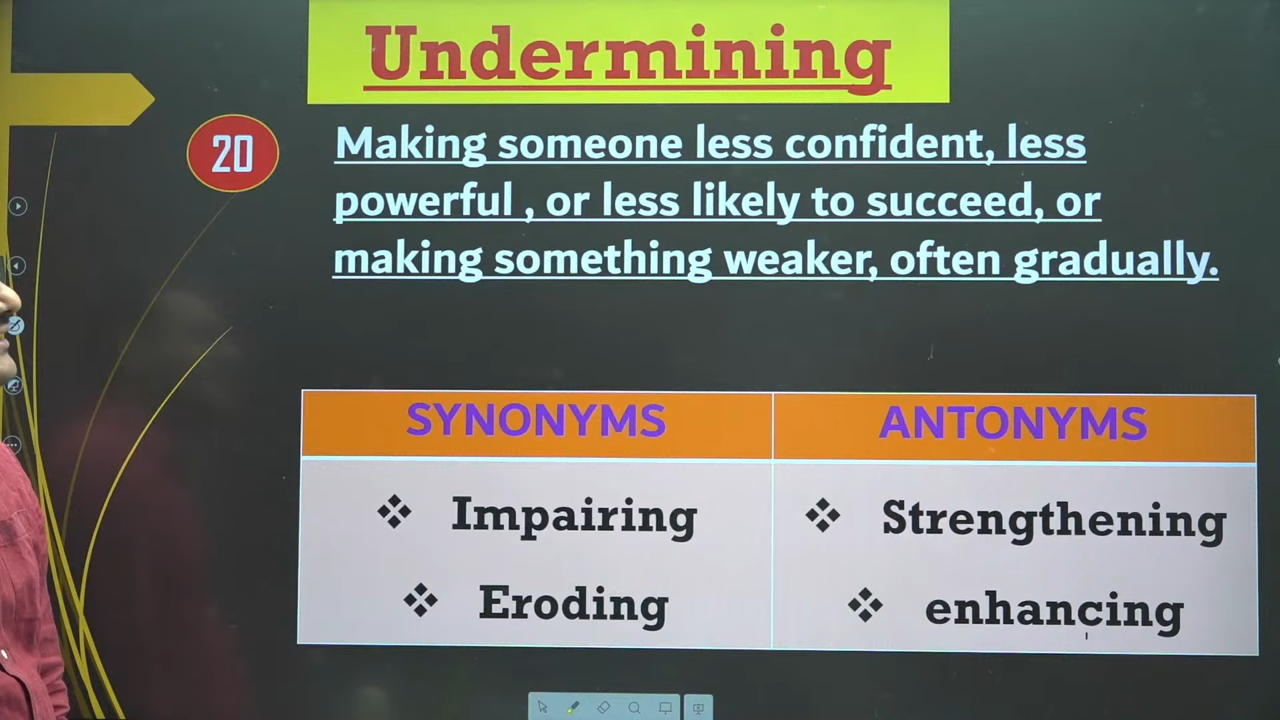 Undermining
20
Making someone less confident, less
powerful , or less likely to succeed, or
making something weaker, often gradually.
SYNONYMS ANTONYMS
❖ Impairing ❖ Strengthening
❖ Eroding ❖ enhancing